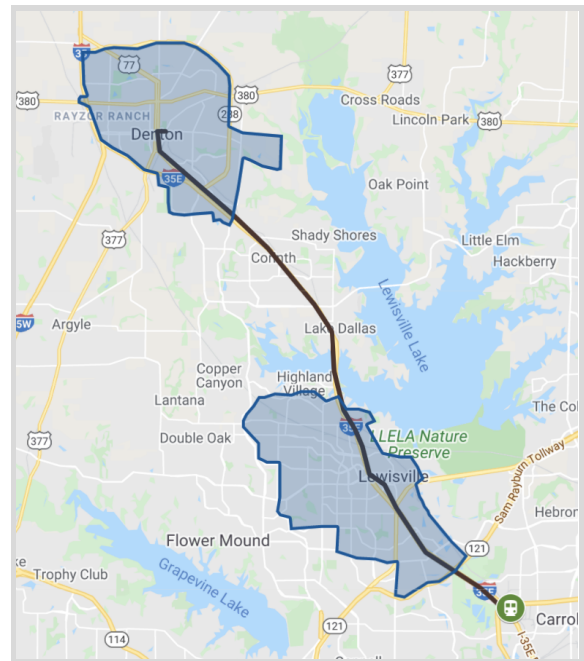 35
77
377
380
380
Cross Roads
288
Lincoln Park
380
RAYZOR RANCH
Denton
35E
Oak Point
377
Shady Shores
Little Elm
Corinth
Hackberry
Lewisville Lake
5W
Argyle
Lake Dallas
Copper
Canyon
Highland
Village
Lantana
The Col
377
Double Oak
35E
LLELA Nature
Preserve
Lewisville
Sam Rayburn Tollway
Hebron
Flower Mound
121
ke
Trophy Club
Grapevine Lake
35E
121
Carrol
114
I-35E